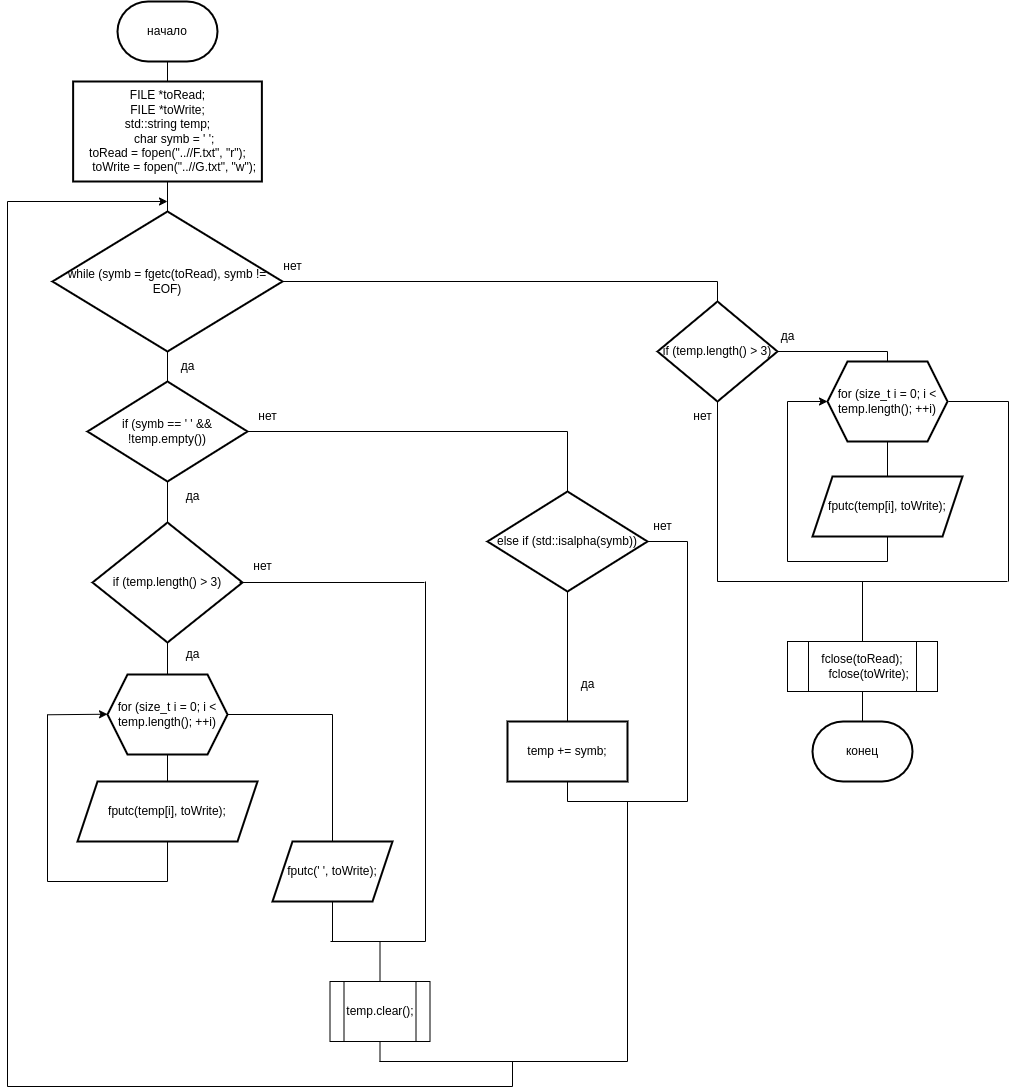 начало
FILE *toRead;
FILE *toWrite;
std::string temp;
char symb = ' ';
toRead = fopen("..//F.txt", "r");
toWrite = fopen("..//G.txt", "w");
while (symb = fgetc(toRead), symb !=
EOF)
нет
да
if (temp.length() > 3)
да
нет
for (size_t i = 0; i <
temp.length(); ++i)
fputc(temp[i], toWrite);
if (symb == ' ' &&
!temp.empty())
нет
да
else if (std::isalpha(symb))
нет
да
temp += symb;
if (temp.length() > 3)
нет
да
for (size_t i = 0; i <
temp.length(); ++i)
fputc(temp[i], toWrite);
fputc(' ', toWrite);
temp.clear();
fclose(toRead);
fclose(toWrite);
конец